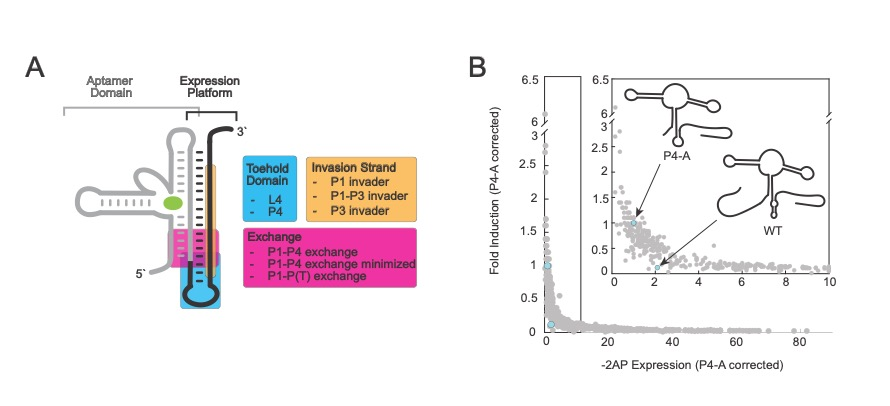 A
Aptamer
Domain
Expression
Platform
3`
5`
Toehold
Domain
- L4
- P4
Invasion Strand
- P1 invader
- P1-P3 invader
- P3 invader
Exchange
- P1-P4 exchange
- P1-P4 exchange minimized
- P1-P(T) exchange
B
Fold Induction (P4-A corrected)
6.5
6
3
2
2.5
1.5
1
0.5
0
0
20
40
60
80
-2AP Expression (P4-A corrected)
6.5
6
3
2.5
2
1.5
1
0.5
0
0
2
4
6
8
10
P4-A
WT